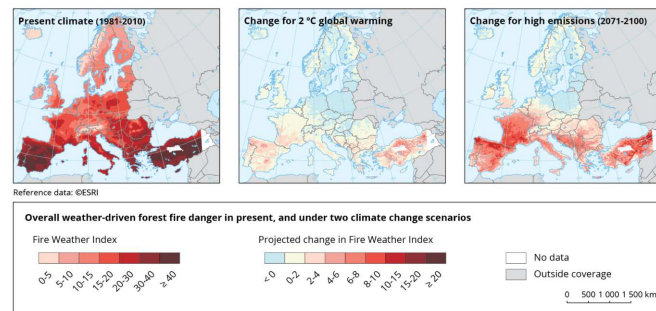 Present climate (1981-2010)
Change for 2 ºC global warming
Change for high emissions (2071-2100)
Reference data: ©ESRI
Overall weather-driven forest fire danger in present, and under two climate change scenarios
Fire Weather Index
0-5 5-10 10-15 15-20 20-30 30-40 ≥ 40
Projected change in Fire Weather Index
< 0 0-2 2-4 4-6 6-8 8-10 10-15 15-20 ≥ 20
No data
Outside coverage
0 500 1 000 1 500 km